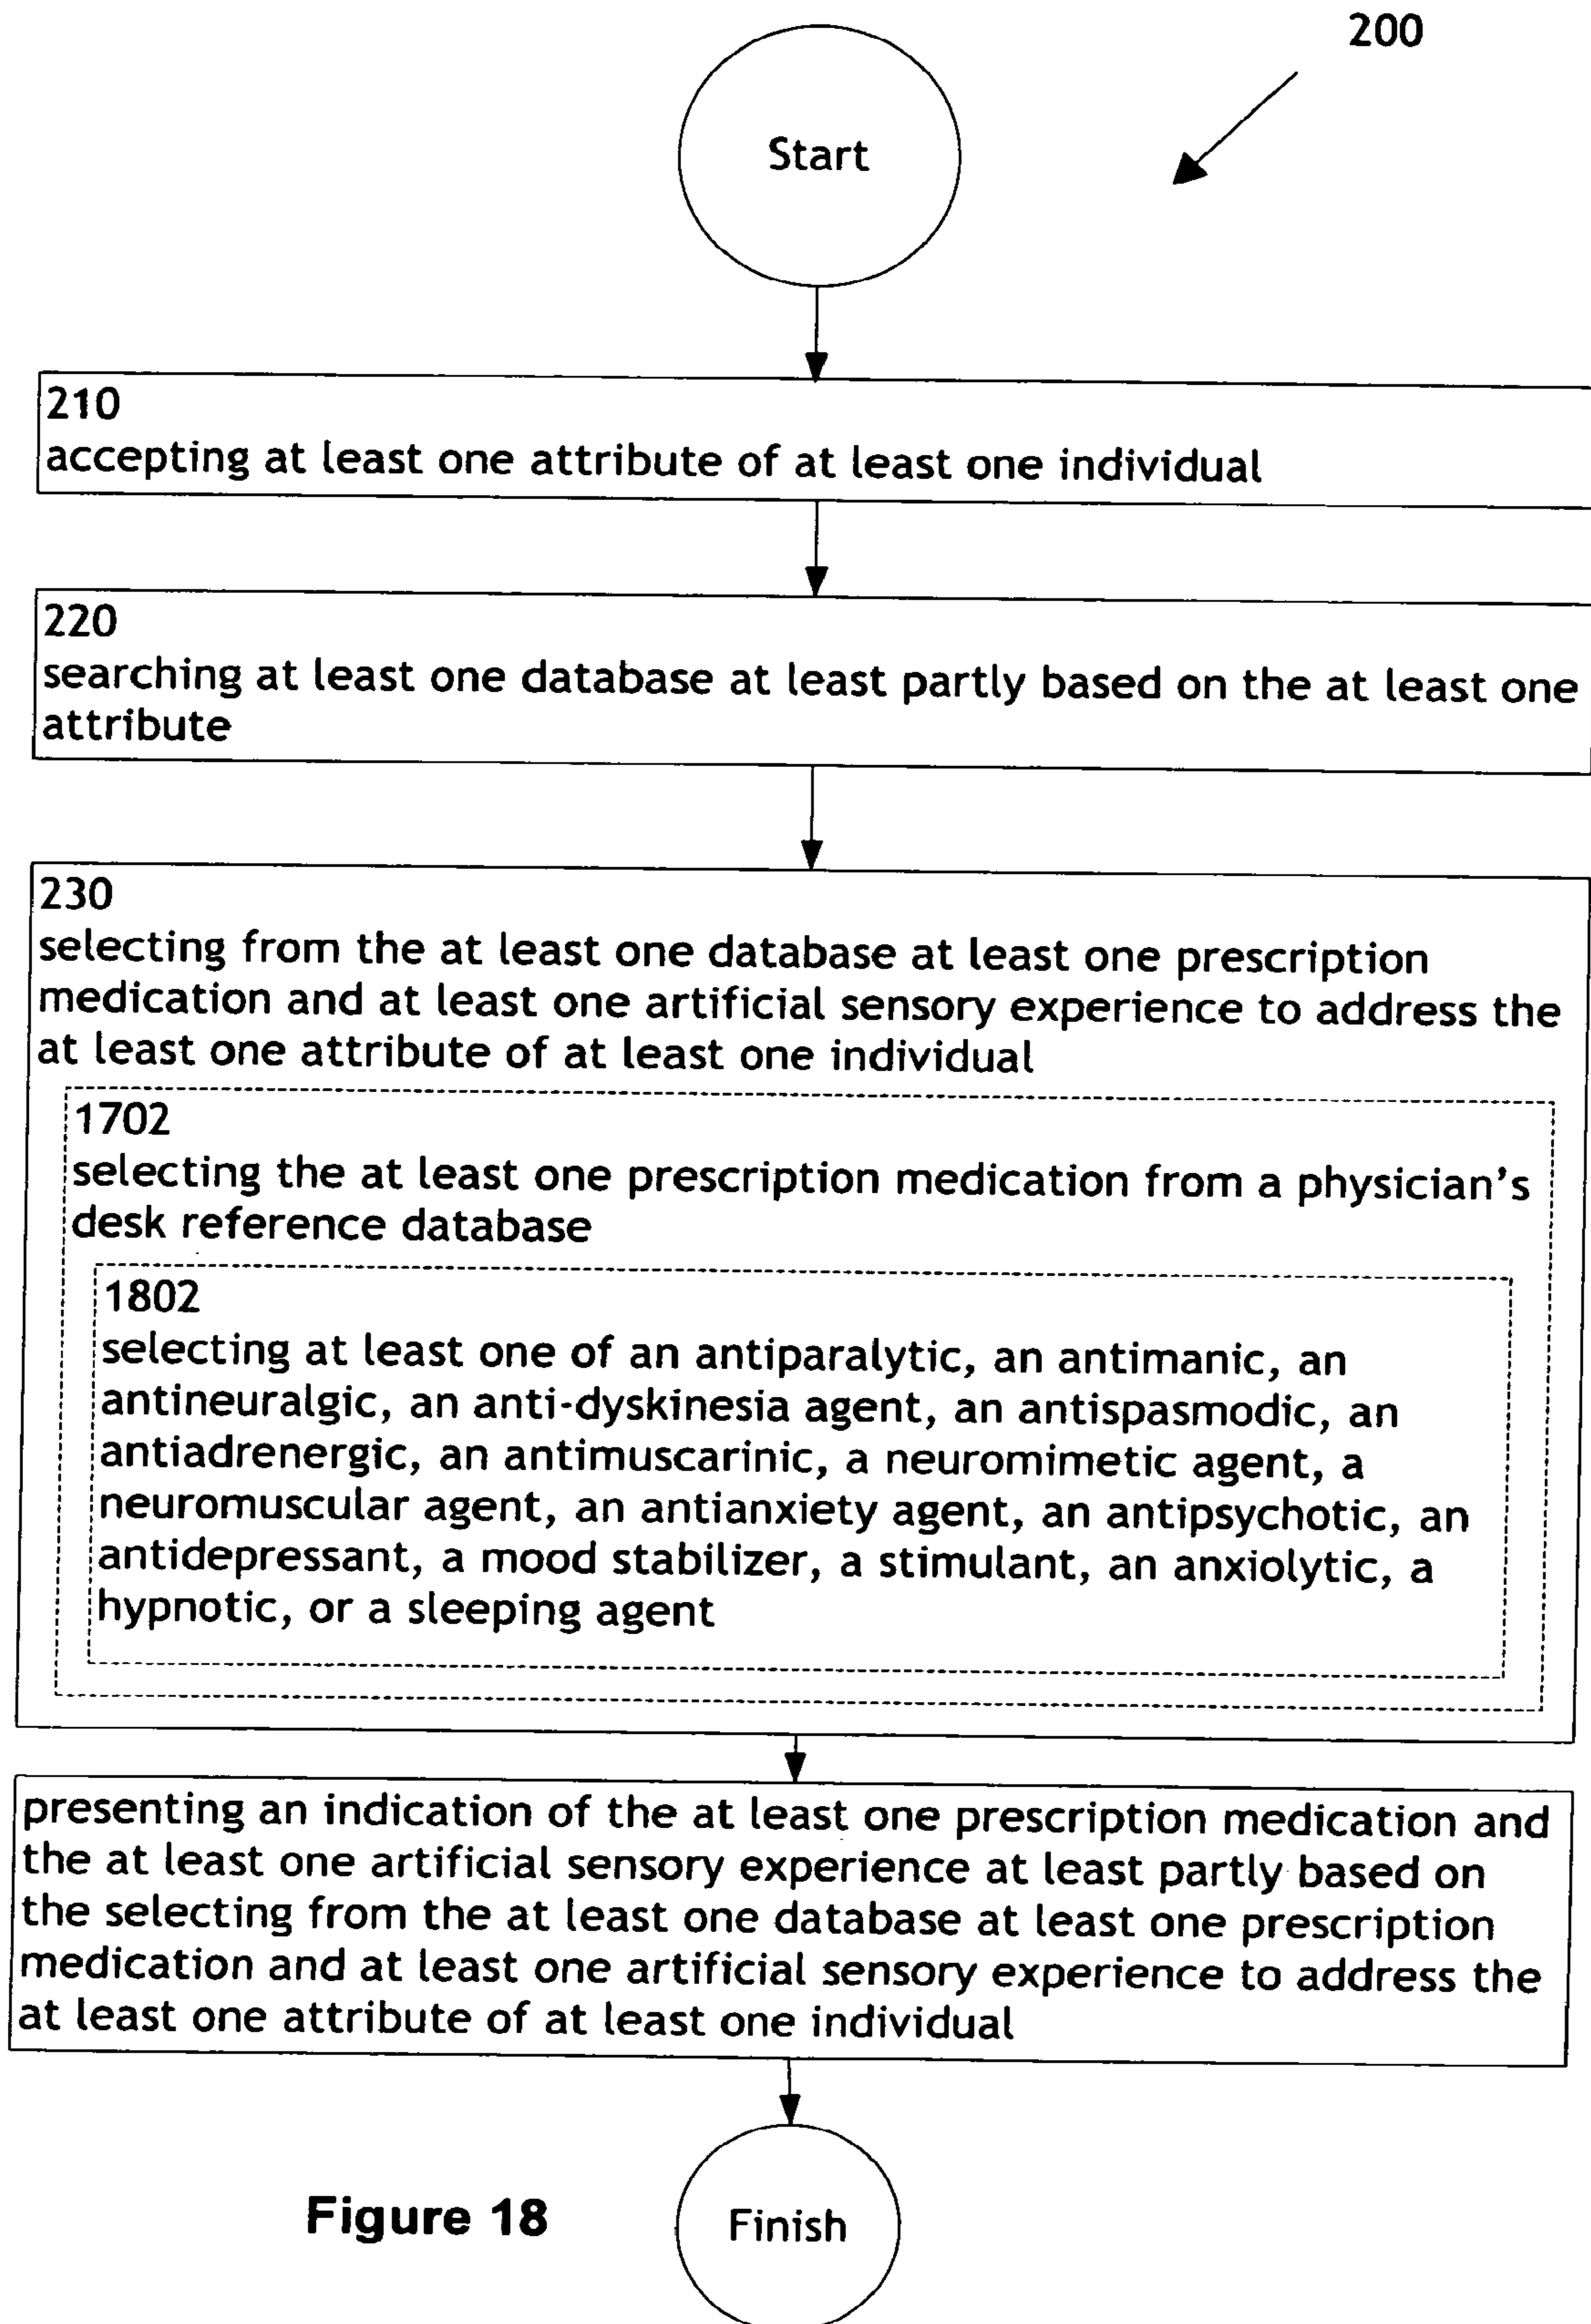 200
Start
210
accepting at least one attribute of at least one individual
220
searching at least one database at least partly based on the at least one
attribute
230
selecting from the at least one database at least one prescription
medication and at least one artificial sensory experience to address the
at least one attribute of at least one individual
1702
selecting the at least one prescription medication from a physician's
desk reference database
1802
selecting at least one of an antiparalytic, an antimanic, an
antineuralgic, an anti-dyskinesia agent, an antispasmodic, an
antiadrenergic, an antimuscarinic, a neuromimetic agent, a
neuromuscular agent, an antianxiety agent, an antipsychotic, an
antidepressant, a mood stabilizer, a stimulant, an anxiolytic, a
hypnotic, or a sleeping agent
presenting an indication of the at least one prescription medication and
the at least one artificial sensory experience at least partly based on
the selecting from the at least one database at least one prescription
medication and at least one artificial sensory experience to address the
at least one attribute of at least one individual
Figure 18
Finish